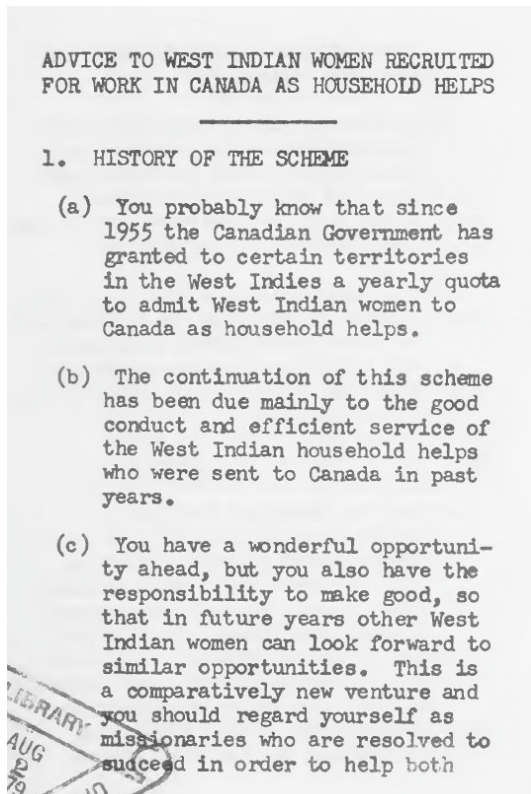 ADVICE TO WEST INDIAN WOMEN RECRUITED
FOR WORK IN CANADA AS HOUSEHOLD HELPS
1. HISTORY OF THE SCHEME
(a) You probably know that since
1955 the Canadian Government has
granted to certain territories
in the West Indies a yearly quota
to admit West Indian women to
Canada as household helps.
(b) The continuation of this scheme
has been due mainly to the good
conduct and efficient service of
the West Indian household helps
who were sent to Canada in past
years.
(c) You have a wonderful opportuni-
ty ahead, but you also have the
responsibility to make good, so
that in future years other West
Indian women can look forward to
similar opportunities. This is
a comparatively new venture and
you should regard yourself as
missionaries who are resolved to
succeed in order to help both
LIBRARY
AUG
2